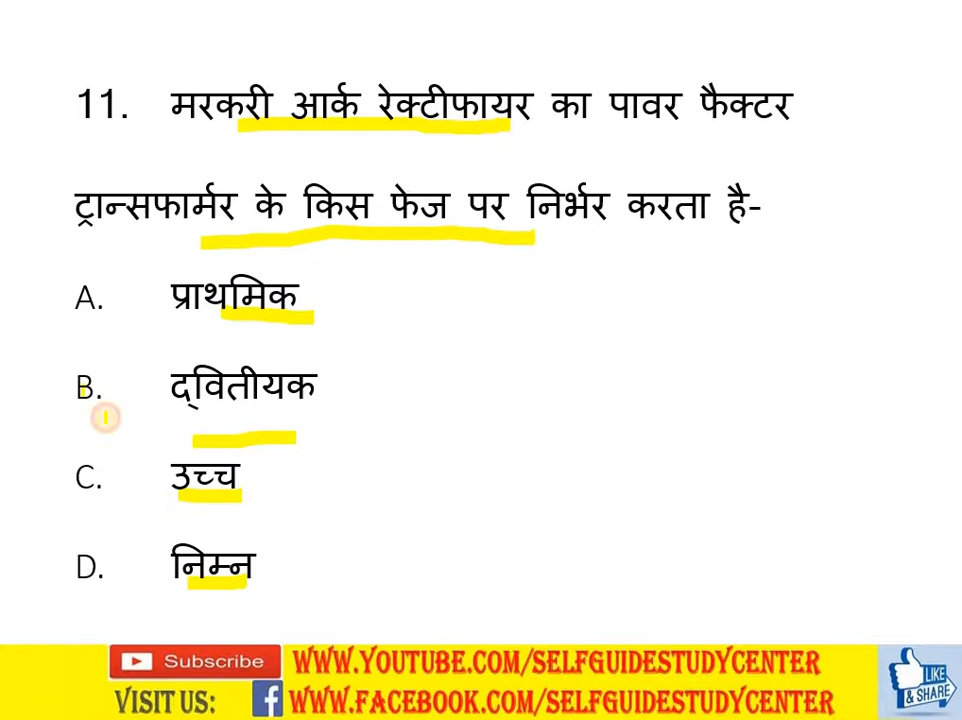 11. मरकरी आर्क रेक्टीफायर का पावर फैक्टर
ट्रान्सफार्मर के किस फेज पर निर्भर करता है-
A. प्राथमिक
B. द्वितीयक
C. उच्च
D. निम्न
Subscribe WWW.YOUTUBE.COM/SELFGUIDESTUDYCENTER
VISIT US: f WWW.FACEBOOK.COM/SELFGUIDESTUDYCENTER
LIKE
& SHARE